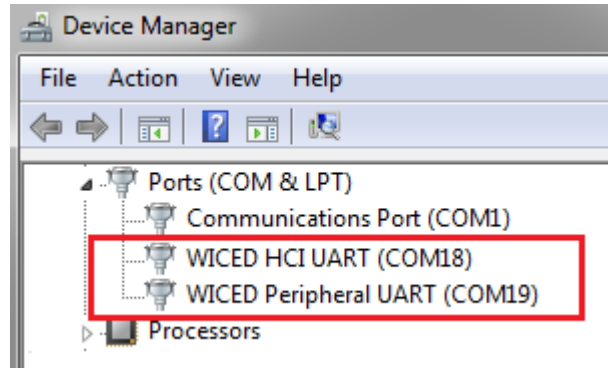 Device Manager
File Action View Help
Ports (COM & LPT)
Communications Port (COM1)
WICED HCI UART (COM18)
WICED Peripheral UART (COM19)
Processors